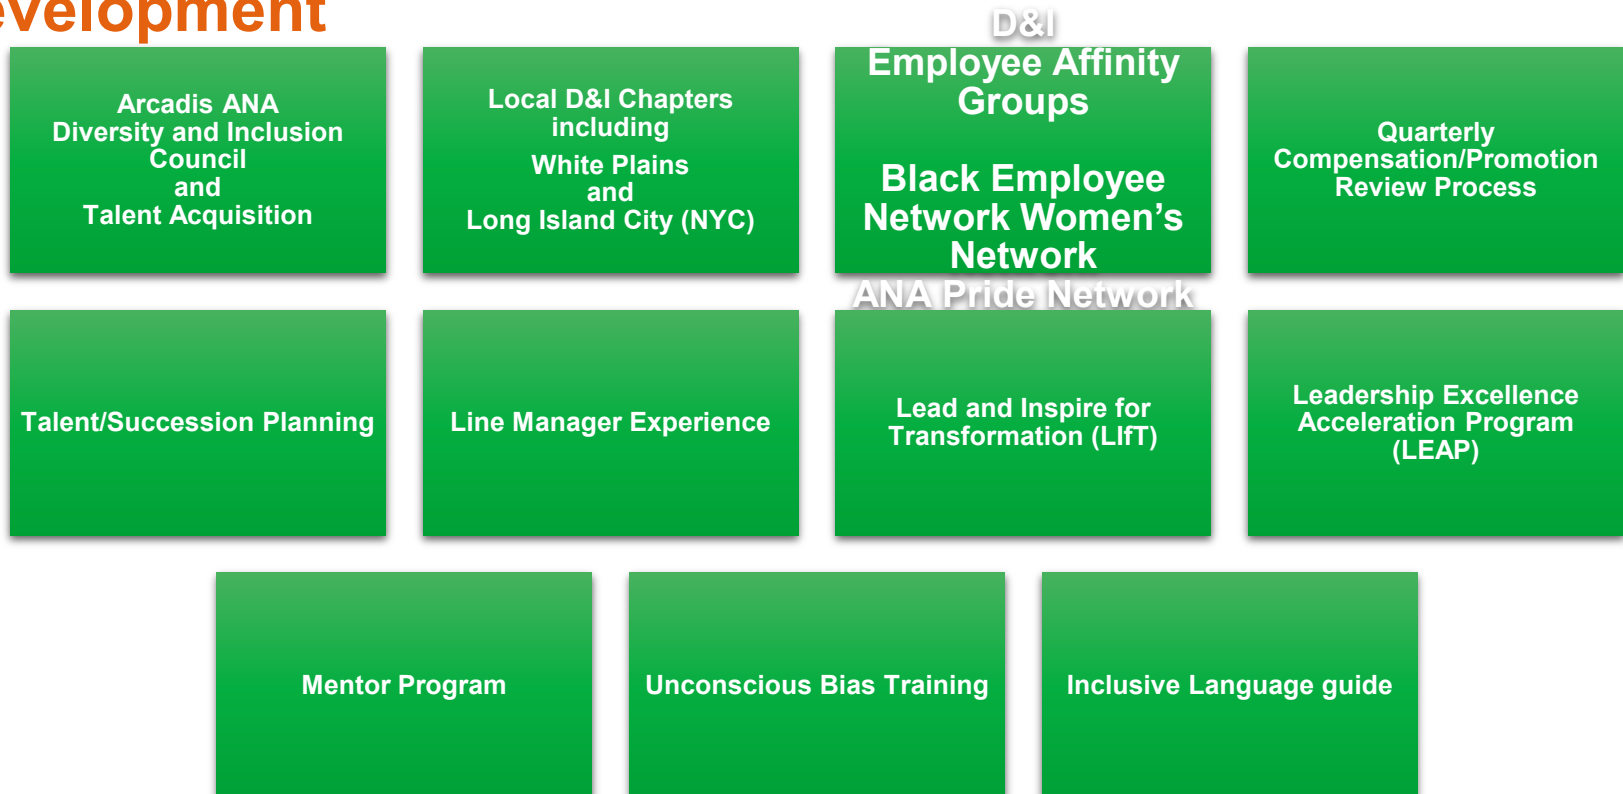 evelopment
Arcadis ANA
Diversity and Inclusion
Council
and
Talent Acquisition
Local D&I Chapters
including
White Plains
and
Long Island City (NYC)
D&I
Employee Affinity
Groups
Black Employee
Network Women’s
Network
ANA Pride Network
Quarterly
Compensation/Promotion
Review Process
Talent/Succession Planning
Line Manager Experience
Lead and Inspire for
Transformation (LIfT)
Leadership Excellence
Acceleration Program
(LEAP)
Mentor Program
Unconscious Bias Training
Inclusive Language guide